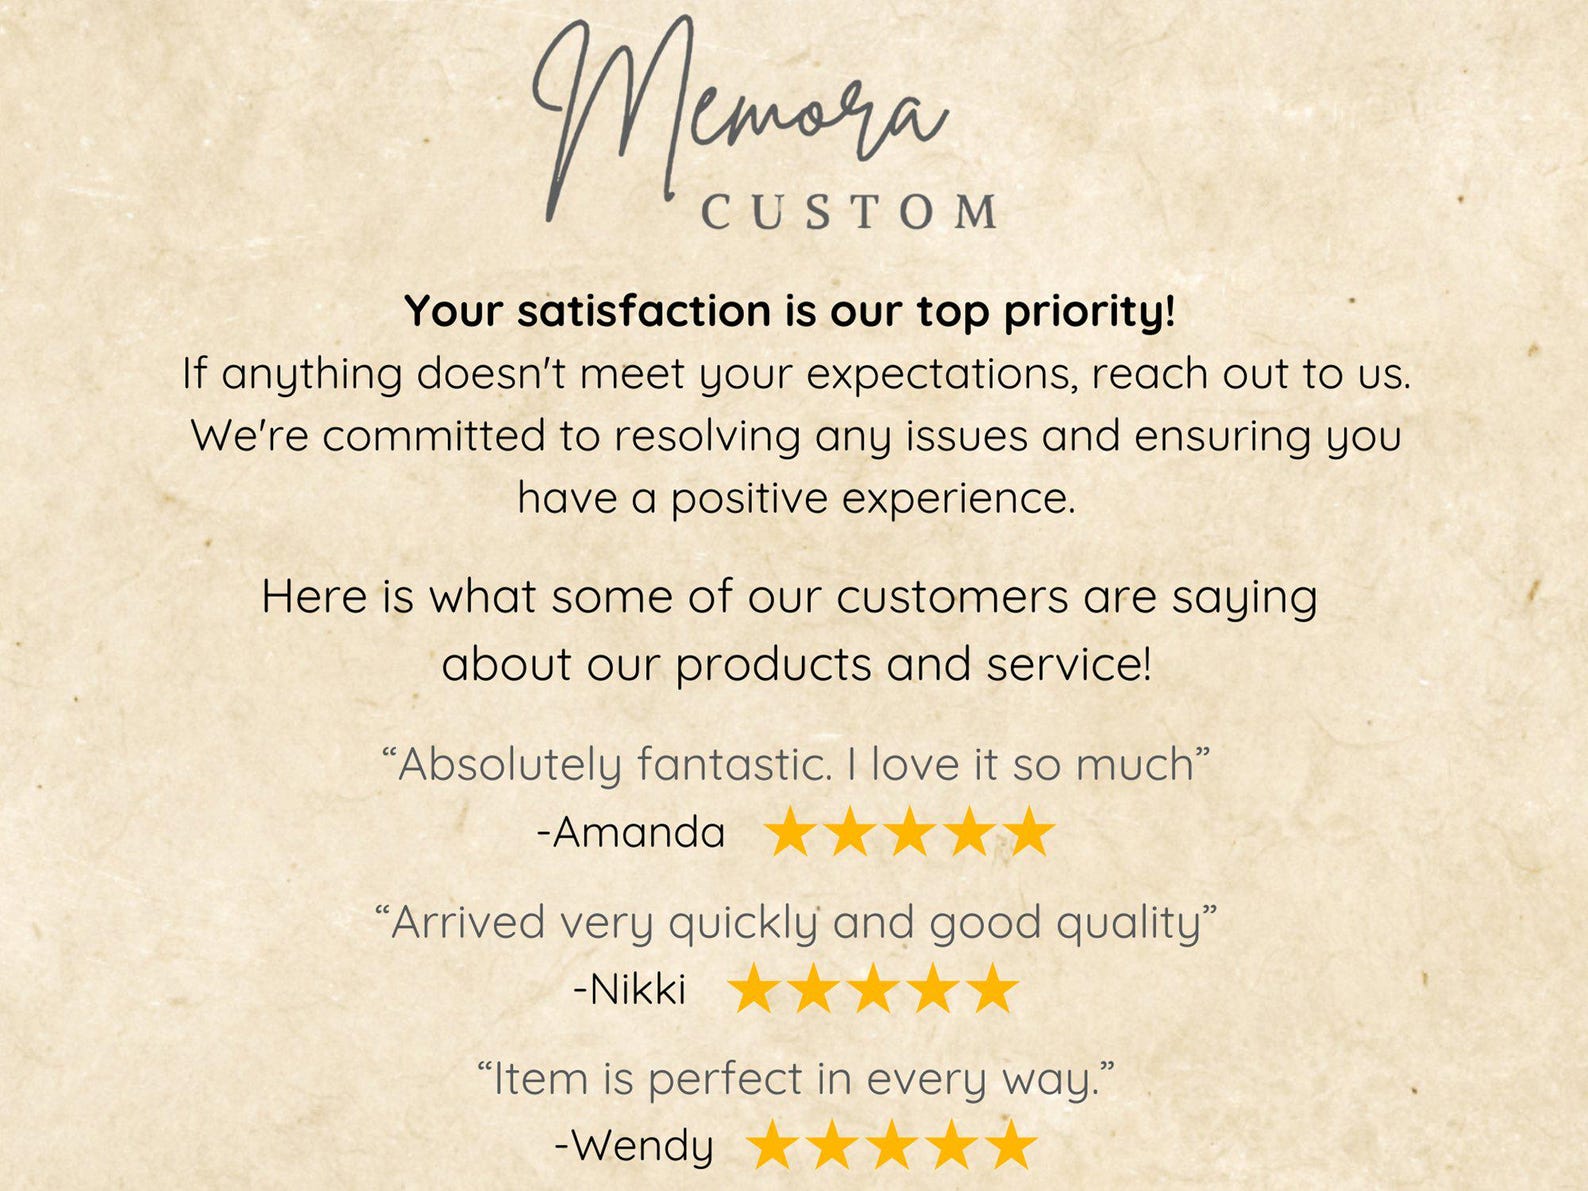 Memora
CUSTOM
Your satisfaction is our top priority!
If anything doesn't meet your expectations, reach out to us.
We're committed to resolving any issues and ensuring you
have a positive experience.
Here is what some of our customers are saying
about our products and service!
“Absolutely fantastic. I love it so much”
-Amanda
“Arrived very quickly and good quality”
-Nikki
“Item is perfect in every way.”
-Wendy